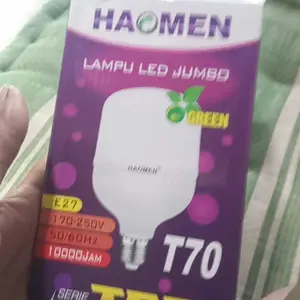 HAOMEN
LAMPU LED JUMBO
GREEN
HAOMEN
E27
170-250V
50/60Hz
10000JAM
T70
SERIE